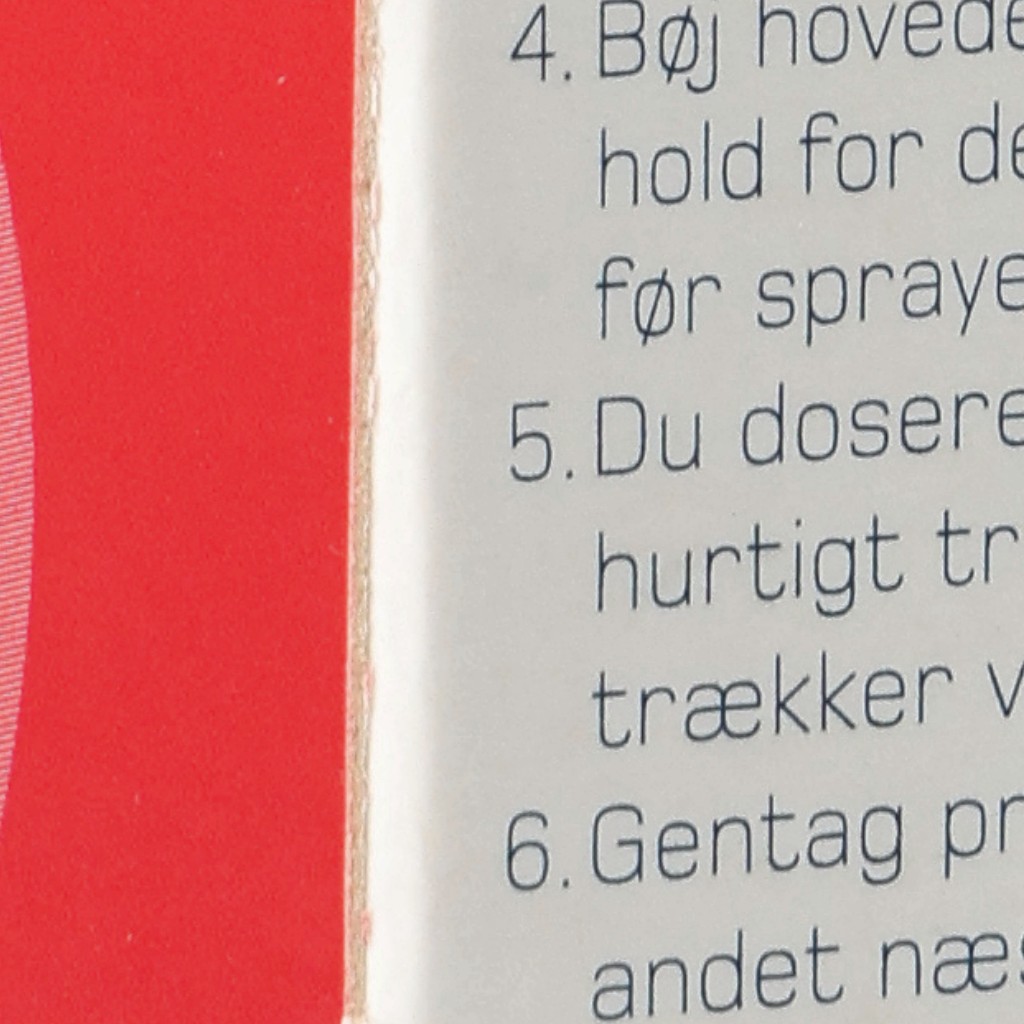 4. Bøj hovede
hold for de
før spraye
5. Du dosere
hurtigt tr
trækker v
6. Gentag pr
andet næs